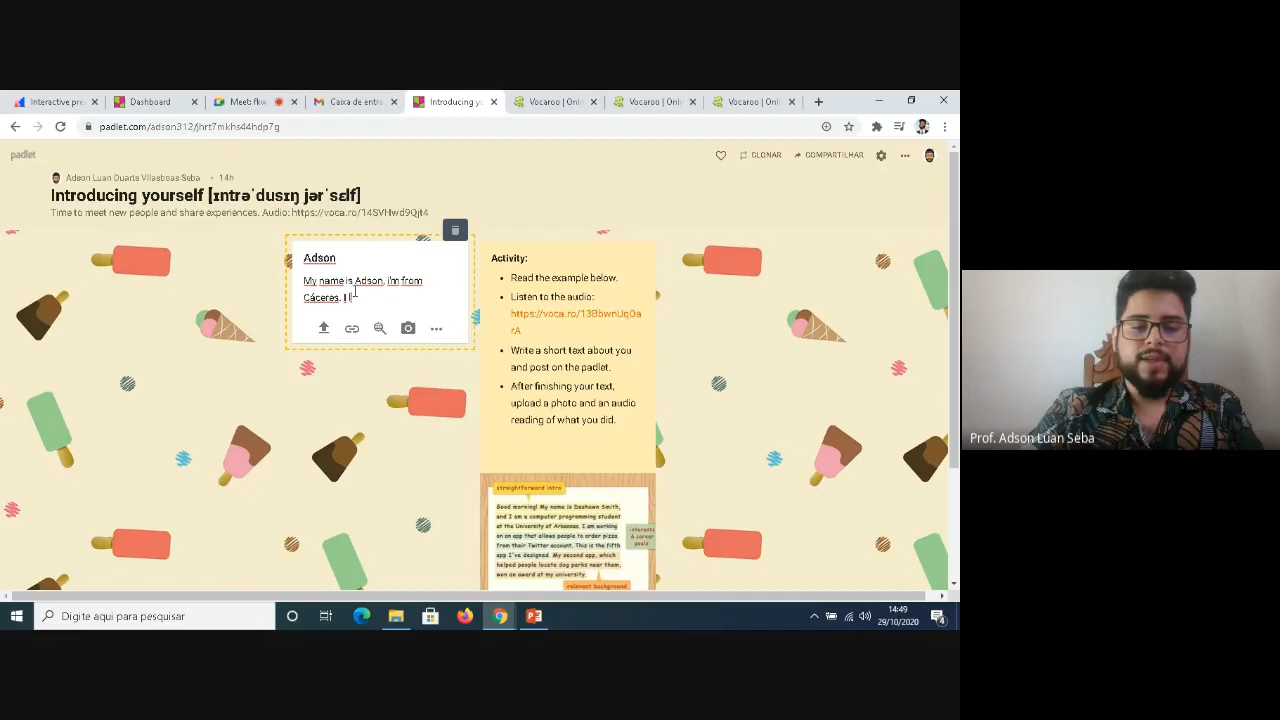 Interactive pre
Dashboard
Meet: fkw
Caixa de entra
Introducing yo
Vocaroo | Onli
Vocaroo | Onli
Vocaroo | Onli
padlet.com/adson312/jhrt7mkhs44hdp7g
padlet
CLONAR
COMPARTILHAR
Adson Luan Duarte Vilasboas Seba · 14h
Introducing yourself [ɪntrəˈdusɪŋ jərˈsɛlf]
Time to meet new people and share experiences. Audio: https://voca.ro/14SVHwd9Qjt4
Adson
My name is Adson, i'm from
Cáceres. I l
Activity:
Read the example below.
Listen to the audio:
https://voca.ro/13BbwnUqOa
rA
Write a short text about you
and post on the padlet.
After finishing your text,
upload a photo and an audio
reading of what you did.
straightforward intro
Good morning! My name is Deshawn Smith,
and I am a computer programming student
at the University of Arkansas. I am working
on an app that allows people to order pizza
from their Twitter account. This is the fifth
app I've designed. My second app, which
helped people locate dog parks near them,
won an award at my university.
interests
& career
goals
relevant background
Prof. Adson Luan Seba
Digite aqui para pesquisar
14:49
29/10/2020
4